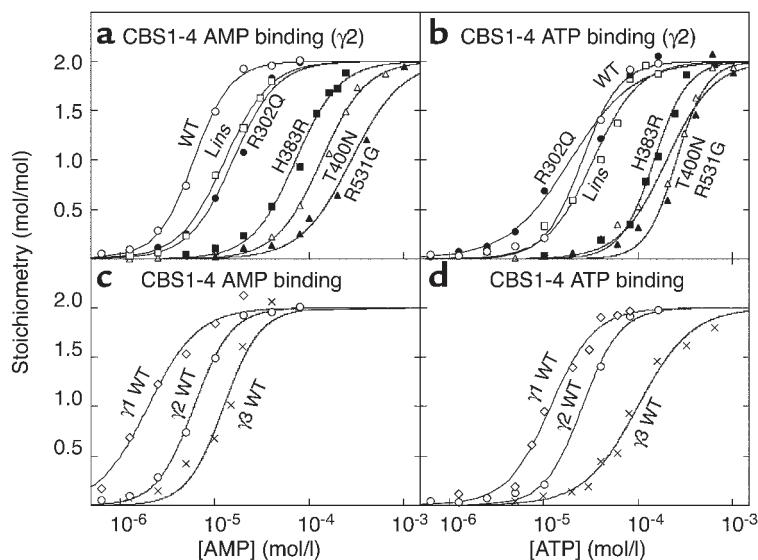 a CBS1-4 AMP binding (γ2)
b CBS1-4 ATP binding (γ2)
Stoichiometry (mol/mol)
2.0
1.5
1.0
0.5
WT
Lins
R302Q
H383R
T400N
R531G
WT
R302Q
Lins
H383R
T400N
R531G
c CBS1-4 AMP binding
d CBS1-4 ATP binding
2.0
1.5
1.0
0.5
γ1 WT
γ2 WT
γ3 WT
γ1 WT
γ2 WT
γ3 WT
10-6 10-5 10-4 10-3
10-6 10-5 10-4 10-3
[AMP] (mol/l)
[ATP] (mol/l)